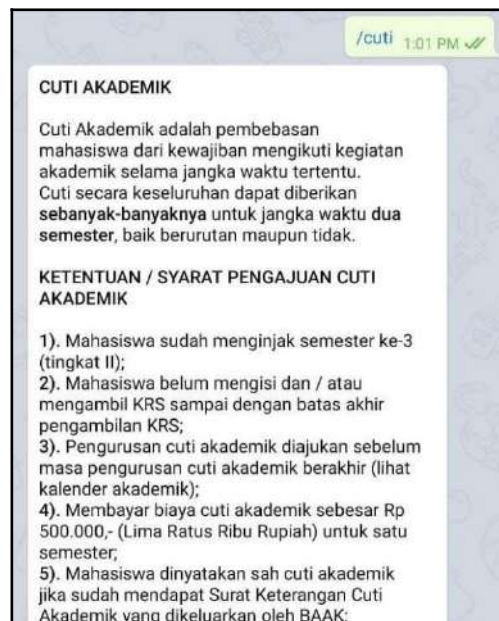 /cuti 1:01 PM
CUTI AKADEMIK
Cuti Akademik adalah pembebasan
mahasiswa dari kewajiban mengikuti kegiatan
akademik selama jangka waktu tertentu.
Cuti secara keseluruhan dapat diberikan
sebanyak-banyaknya untuk jangka waktu dua
semester, baik berurutan maupun tidak.
KETENTUAN / SYARAT PENGAJUAN CUTI
AKADEMIK
1). Mahasiswa sudah menginjak semester ke-3
(tingkat II);
2). Mahasiswa belum mengisi dan / atau
mengambil KRS sampai dengan batas akhir
pengambilan KRS;
3). Pengurusan cuti akademik diajukan sebelum
masa pengurusan cuti akademik berakhir (lihat
kalender akademik);
4). Membayar biaya cuti akademik sebesar Rp
500.000,- (Lima Ratus Ribu Rupiah) untuk satu
semester;
5). Mahasiswa dinyatakan sah cuti akademik
jika sudah mendapat Surat Keterangan Cuti
Akademik yang dikeluarkan oleh BAAK;